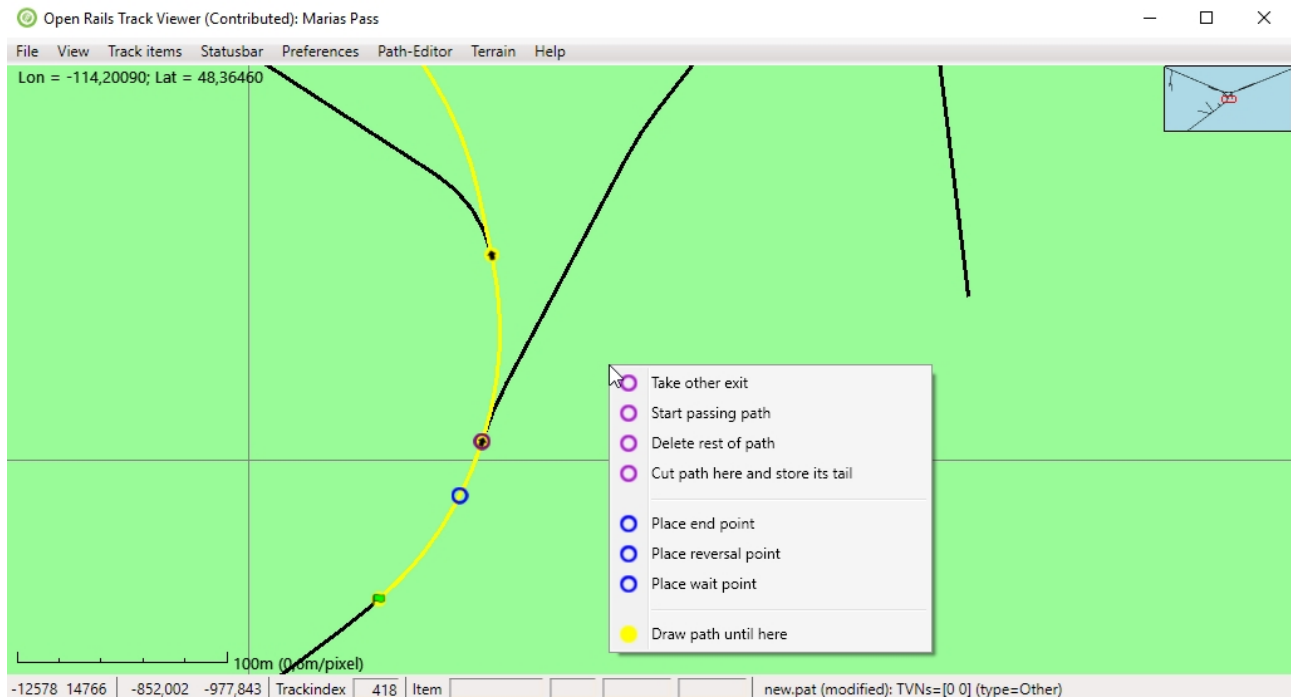 Open Rails Track Viewer (Contributed): Marias Pass
File View Track items Statusbar Preferences Path-Editor Terrain Help
Lon = -114,20090; Lat = 48,36460
Take other exit
Start passing path
Delete rest of path
Cut path here and store its tail
Place end point
Place reversal point
Place wait point
Draw path until here
100m (0,6m/pixel)
-12578 14766 -852,002 -977,843 Trackindex 418 Item new.pat (modified): TVNs=[0 0] (type=Other)